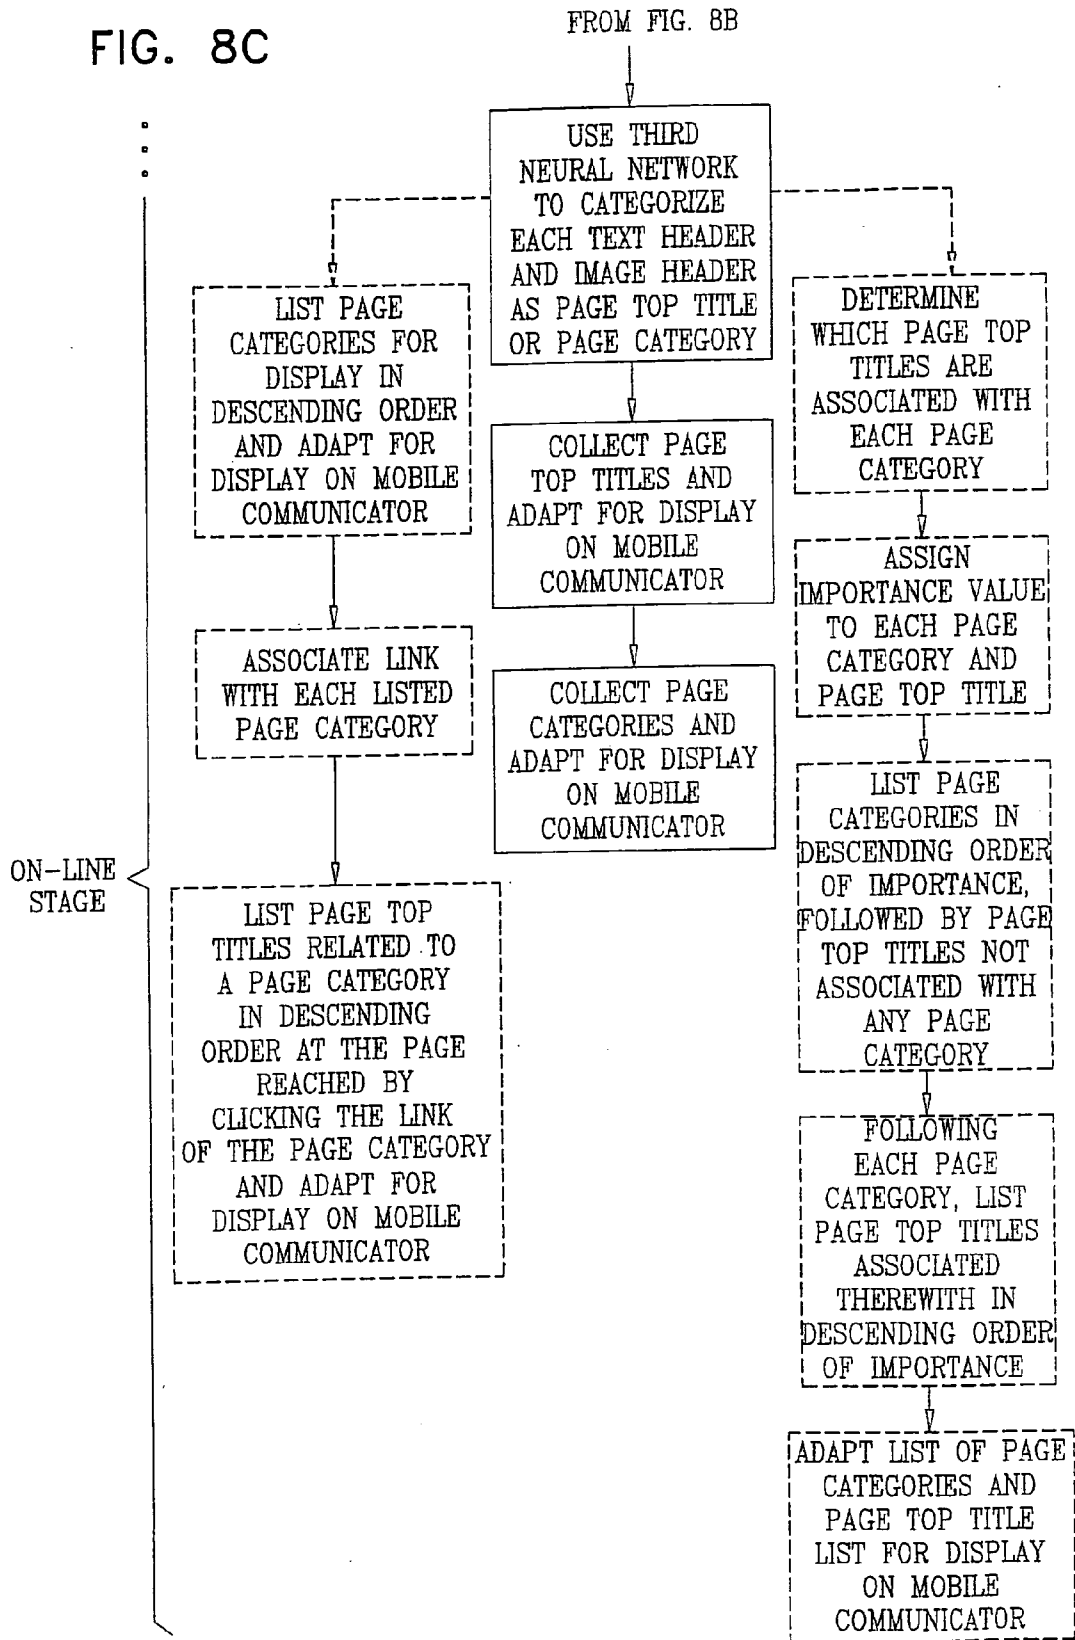 FIG. 8C
FROM FIG. 8B
USE THIRD
NEURAL NETWORK
TO CATEGORIZE
EACH TEXT HEADER
AND IMAGE HEADER
AS PAGE TOP TITLE
OR PAGE CATEGORY
LIST PAGE
CATEGORIES FOR
DISPLAY IN
DESCENDING ORDER
AND ADAPT FOR
DISPLAY ON MOBILE
COMMUNICATOR
ASSOCIATE LINK
WITH EACH LISTED
PAGE CATEGORY
LIST PAGE TOP
TITLES RELATED TO
A PAGE CATEGORY
IN DESCENDING
ORDER AT THE PAGE
REACHED BY
CLICKING THE LINK
OF THE PAGE CATEGORY
AND ADAPT FOR
DISPLAY ON MOBILE
COMMUNICATOR
COLLECT PAGE
TOP TITLES AND
ADAPT FOR DISPLAY
ON MOBILE
COMMUNICATOR
COLLECT PAGE
CATEGORIES AND
ADAPT FOR DISPLAY
ON MOBILE
COMMUNICATOR
DETERMINE
WHICH PAGE TOP
TITLES ARE
ASSOCIATED WITH
EACH PAGE
CATEGORY
ASSIGN
IMPORTANCE VALUE
TO EACH PAGE
CATEGORY AND
PAGE TOP TITLE
LIST PAGE
CATEGORIES IN
DESCENDING ORDER
OF IMPORTANCE,
FOLLOWED BY PAGE
TOP TITLES NOT
ASSOCIATED WITH
ANY PAGE
CATEGORY
FOLLOWING
EACH PAGE
CATEGORY, LIST
PAGE TOP TITLES
ASSOCIATED
THEREWITH IN
DESCENDING ORDER
OF IMPORTANCE
ADAPT LIST OF PAGE
CATEGORIES AND
PAGE TOP TITLE
LIST FOR DISPLAY
ON MOBILE
COMMUNICATOR
ON-LINE
STAGE